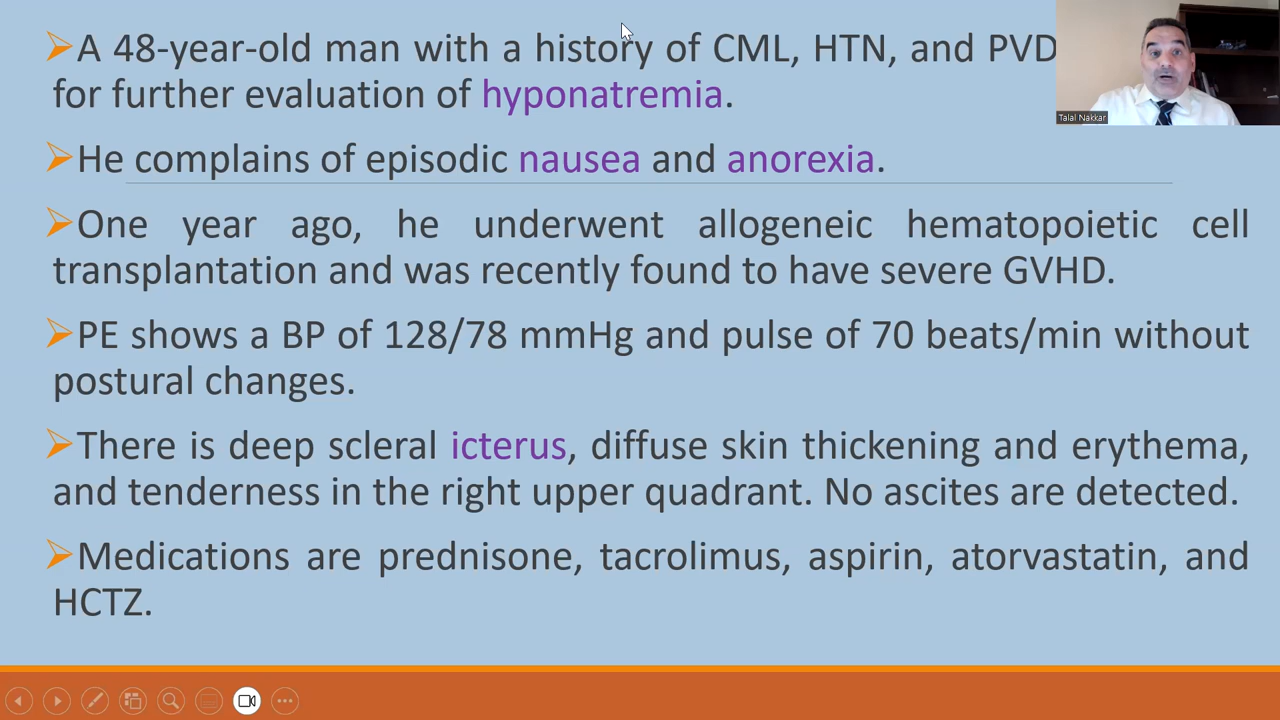 A 48-year-old man with a history of CML, HTN, and PVD
for further evaluation of hyponatremia.
Talal Nakkar
He complains of episodic nausea and anorexia.
One year ago, he underwent allogeneic hematopoietic cell
transplantation and was recently found to have severe GVHD.
PE shows a BP of 128/78 mmHg and pulse of 70 beats/min without
postural changes.
There is deep scleral icterus, diffuse skin thickening and erythema,
and tenderness in the right upper quadrant. No ascites are detected.
Medications are prednisone, tacrolimus, aspirin, atorvastatin, and
HCTZ.